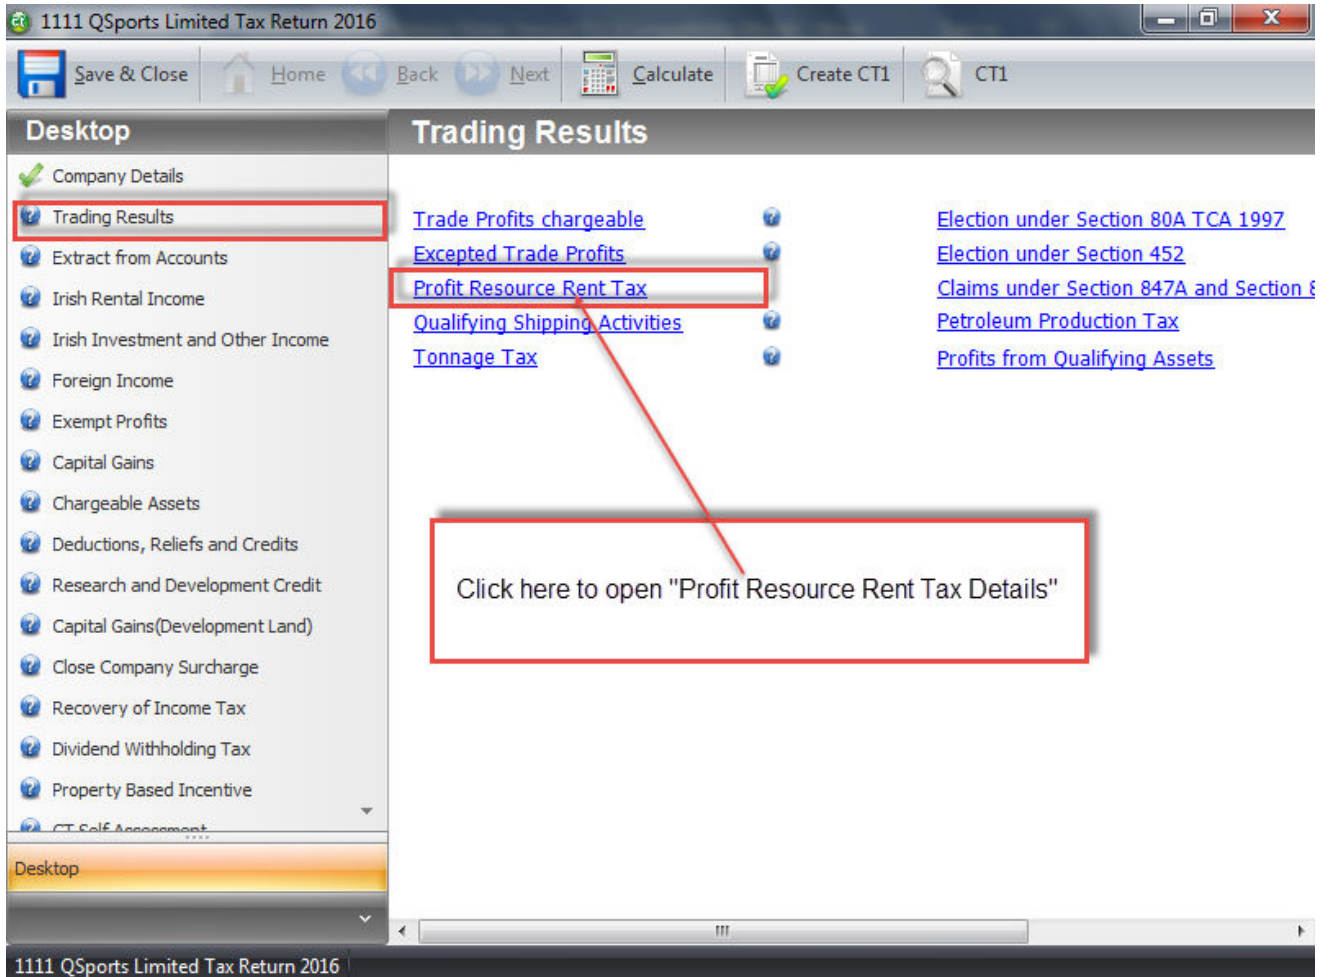 1111 QSports Limited Tax Return 2016
Save & Close Home Back Next Calculate Create CT1 CT1
Desktop
Company Details
Trading Results
Extract from Accounts
Irish Rental Income
Irish Investment and Other Income
Foreign Income
Exempt Profits
Capital Gains
Chargeable Assets
Deductions, Reliefs and Credits
Research and Development Credit
Capital Gains(Development Land)
Close Company Surcharge
Recovery of Income Tax
Dividend Withholding Tax
Property Based Incentive
CT Self Assessment
Desktop
Trading Results
Trade Profits chargeable
Excepted Trade Profits
Profit Resource Rent Tax
Qualifying Shipping Activities
Tonnage Tax
Election under Section 80A TCA 1997
Election under Section 452
Claims under Section 847A and Section 8
Petroleum Production Tax
Profits from Qualifying Assets
Click here to open "Profit Resource Rent Tax Details"
1111 QSports Limited Tax Return 2016